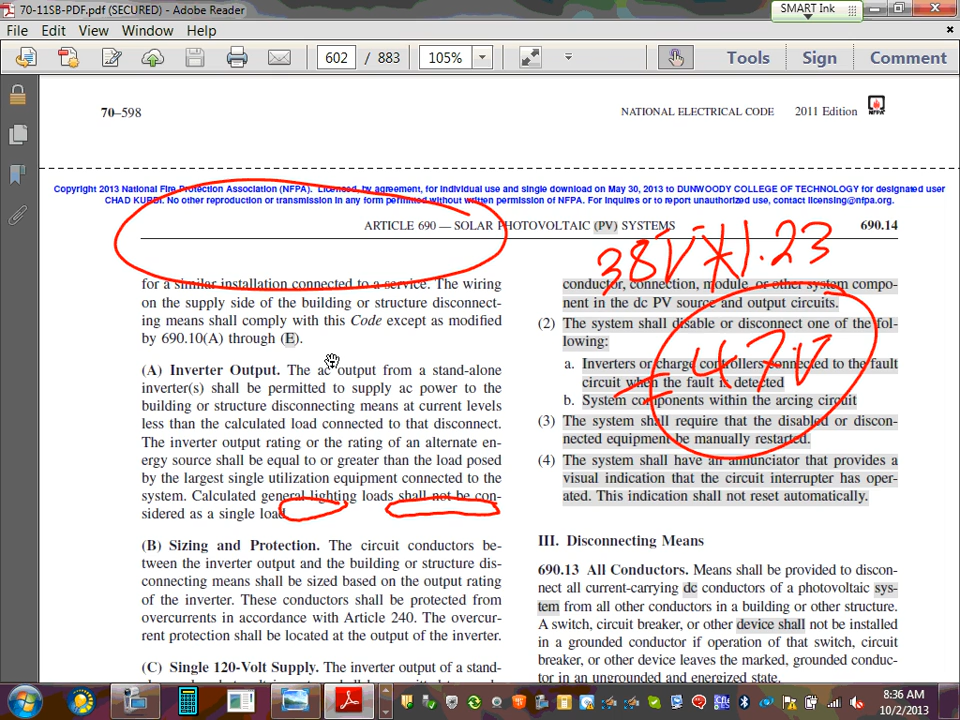 70-11SB-PDF.pdf (SECURED) - Adobe Reader
SMART Ink
File Edit View Window Help
602 / 883 105% Tools Sign Comment
70–598 NATIONAL ELECTRICAL CODE 2011 Edition
NFPA
Copyright 2013 National Fire Protection Association (NFPA). Licensed, by agreement, for individual use and single download on May 30, 2013 to DUNWOODY COLLEGE OF TECHNOLOGY for designated user
CHAD KURDI. No other reproduction or transmission in any form permitted without written permission of NFPA. For inquires or to report unauthorized use, contact licensing@nfpa.org.
ARTICLE 690 — SOLAR PHOTOVOLTAIC (PV) SYSTEMS 690.14
38V*1.23
= 47V
for a similar installation connected to a service. The wiring
on the supply side of the building or structure disconnect-
ing means shall comply with this Code except as modified
by 690.10(A) through (E).
(A) Inverter Output. The ac output from a stand-alone
inverter(s) shall be permitted to supply ac power to the
building or structure disconnecting means at current levels
less than the calculated load connected to that disconnect.
The inverter output rating or the rating of an alternate en-
ergy source shall be equal to or greater than the load posed
by the largest single utilization equipment connected to the
system. Calculated general lighting loads shall not be con-
sidered as a single load.
(B) Sizing and Protection. The circuit conductors be-
tween the inverter output and the building or structure dis-
connecting means shall be sized based on the output rating
of the inverter. These conductors shall be protected from
overcurrents in accordance with Article 240. The overcur-
rent protection shall be located at the output of the inverter.
(C) Single 120-Volt Supply. The inverter output of a stand-
conductor, connection, module, or other system compo-
nent in the dc PV source and output circuits.
(2) The system shall disable or disconnect one of the fol-
lowing:
a. Inverters or charge controllers connected to the fault
circuit when the fault is detected
b. System components within the arcing circuit
(3) The system shall require that the disabled or discon-
nected equipment be manually restarted.
(4) The system shall have an annunciator that provides a
visual indication that the circuit interrupter has oper-
ated. This indication shall not reset automatically.
III. Disconnecting Means
690.13 All Conductors. Means shall be provided to discon-
nect all current-carrying dc conductors of a photovoltaic sys-
tem from all other conductors in a building or other structure.
A switch, circuit breaker, or other device shall not be installed
in a grounded conductor if operation of that switch, circuit
breaker, or other device leaves the marked, grounded conduc-
tor in an ungrounded and energized state.
8:36 AM
10/2/2013